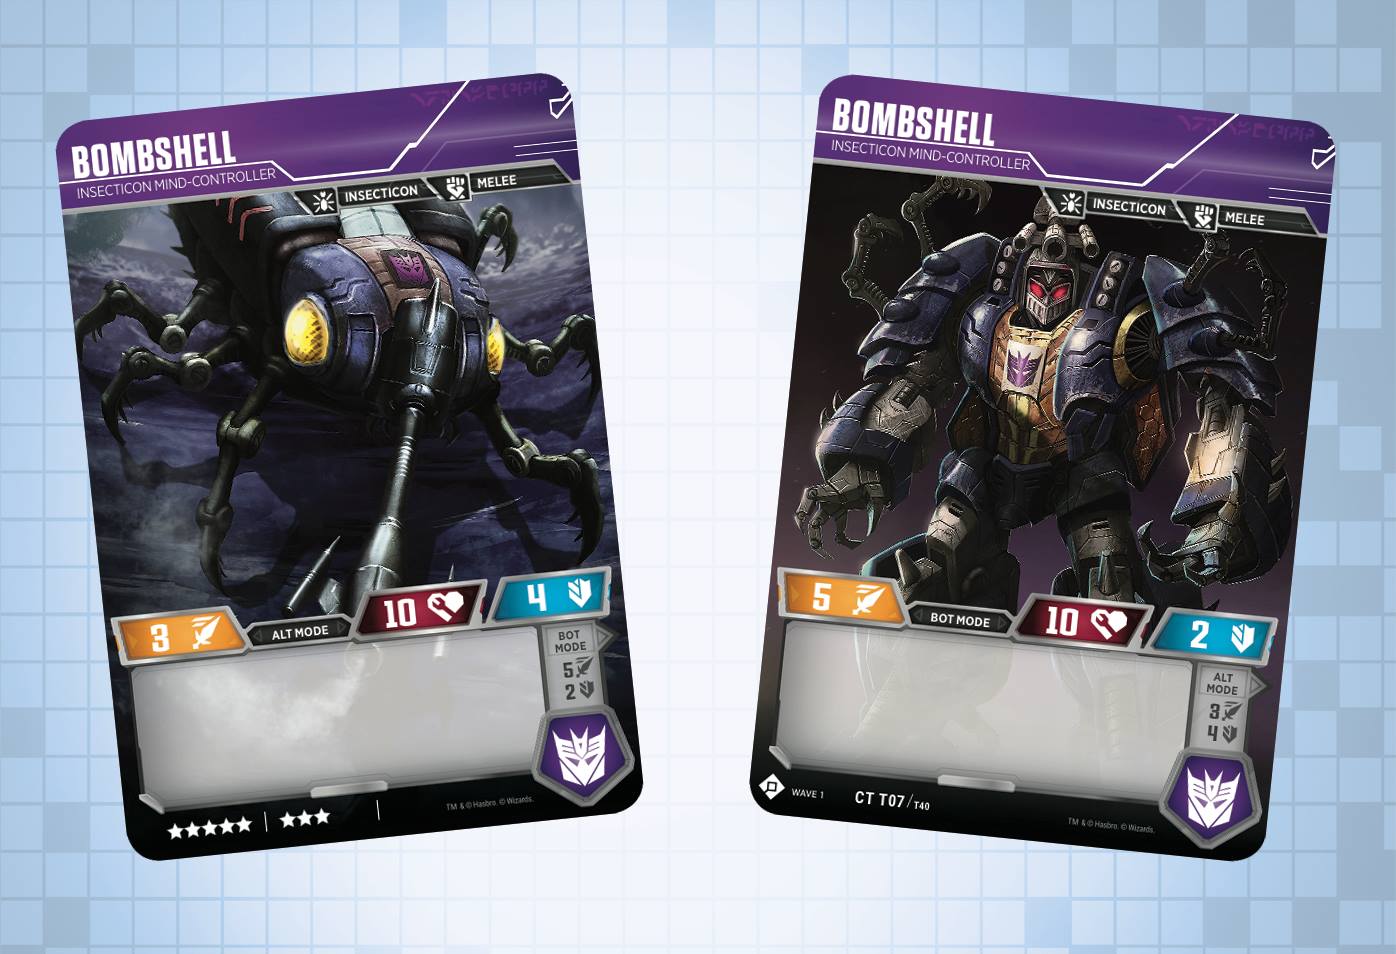 BOMBSHELL
INSECTICON MIND-CONTROLLER
INSECTICON MELEE
3 ALT MODE 10 4
BOT
MODE
5
2
TM & © Hasbro. © Wizards.
BOMBSHELL
INSECTICON MIND-CONTROLLER
INSECTICON MELEE
5 BOT MODE 10 2
ALT
MODE
3
4
WAVE 1 CT T07/T40
TM & © Hasbro. © Wizards.